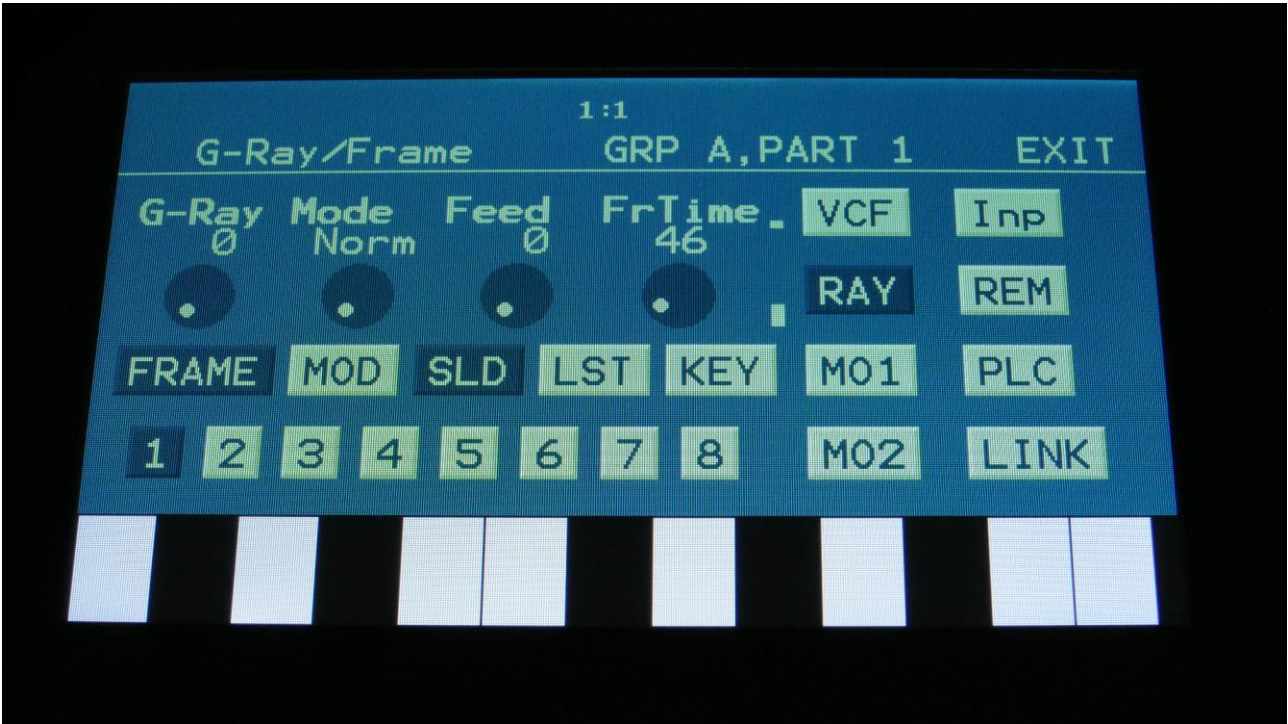 1:1
G-Ray/Frame GRP A,PART 1 EXIT
G-Ray Mode Feed FrTime VCF Inp
0 Norm 0 46
RAY REM
FRAME MOD SLD LST KEY MO1 PLC
1 2 3 4 5 6 7 8 MO2 LINK